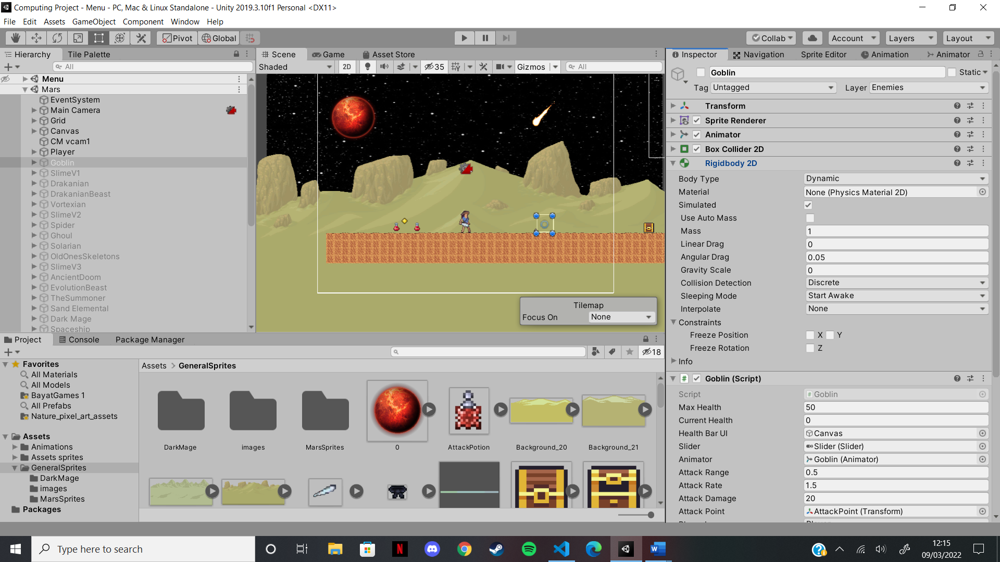 Computing Project - Menu - PC, Mac & Linux Standalone - Unity 2019.3.10f1 Personal <DX11>
File Edit Assets GameObject Component Window Help
Pivot Global Collab Account Layers Layout
Hierarchy Tile Palette
All
Menu
Mars
EventSystem
Main Camera
Grid
Canvas
CM vcam1
Player
Goblin
SlimeV1
Drakanian
DrakanianBeast
Vortexian
SlimeV2
Spider
Ghoul
Solarian
OldOnesSkeletons
SlimeV3
AncientDoom
EvolutionBeast
TheSummoner
Sand Elemental
Dark Mage
Spaceship
Scene Game Asset Store
Shaded 2D 35 Gizmos All
Tilemap
Focus On None
Inspector Navigation Sprite Editor Animation Animator
Goblin Static
Tag Untagged Layer Enemies
Transform
Sprite Renderer
Animator
Box Collider 2D
Rigidbody 2D
Body Type Dynamic
Material None (Physics Material 2D)
Simulated
Use Auto Mass
Mass 1
Linear Drag 0
Angular Drag 0.05
Gravity Scale 0
Collision Detection Discrete
Sleeping Mode Start Awake
Interpolate None
Constraints
Freeze Position X Y
Freeze Rotation Z
Info
Goblin (Script)
Script Goblin
Max Health 50
Current Health 0
Health Bar UI Canvas
Slider Slider (Slider)
Animator Goblin (Animator)
Attack Range 0.5
Attack Rate 1.5
Attack Damage 20
Attack Point AttackPoint (Transform)
Project Console Package Manager
18
Favorites
All Materials
All Models
BayatGames 1
All Prefabs
Nature_pixel_art_assets
Assets
Animations
Assets sprites
GeneralSprites
DarkMage
images
MarsSprites
Packages
Assets > GeneralSprites
DarkMage images MarsSprites 0 AttackPotion Background_20 Background_21
Type here to search
12:15
09/03/2022